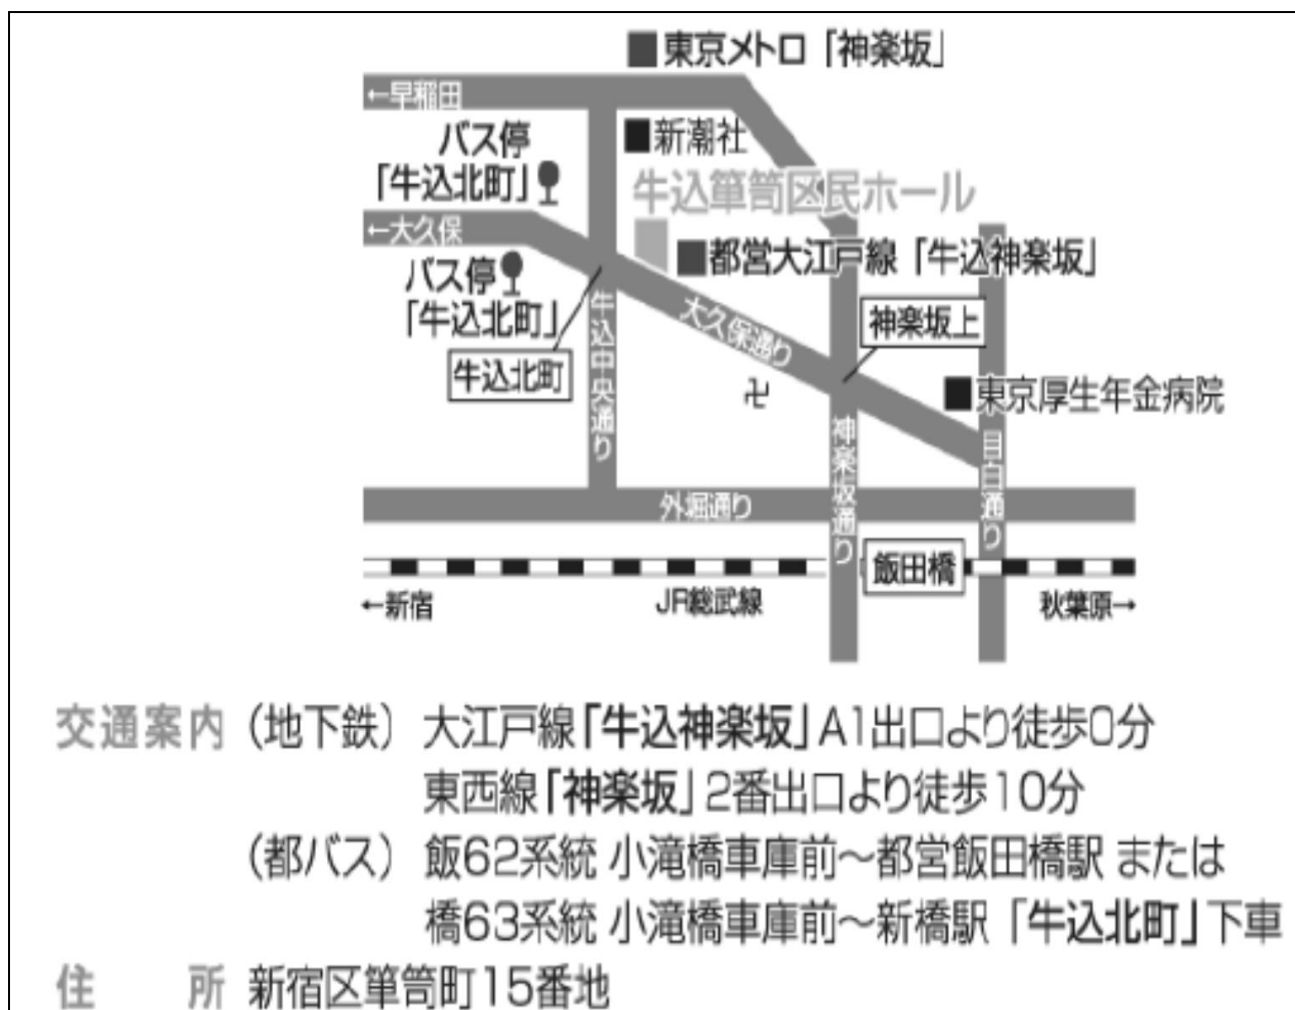 ■東京メトロ「神楽坂」
←早稲田
バス停
「牛込北町」
■新潮社
牛込箪笥区民ホール
←大久保
■都営大江戸線「牛込神楽坂」
バス停
「牛込北町」
牛込北町
牛込中央通り
大久保通り
神楽坂上
卍
■東京厚生年金病院
神楽坂通り
目白通り
外堀通り
飯田橋
←新宿
JR総武線
秋葉原→
交通案内（地下鉄）大江戸線「牛込神楽坂」A1出口より徒歩0分
東西線「神楽坂」2番出口より徒歩10分
（都バス）飯62系統 小滝橋車庫前～都営飯田橋駅 または
橋63系統 小滝橋車庫前～新橋駅「牛込北町」下車
住所 新宿区箪笥町15番地